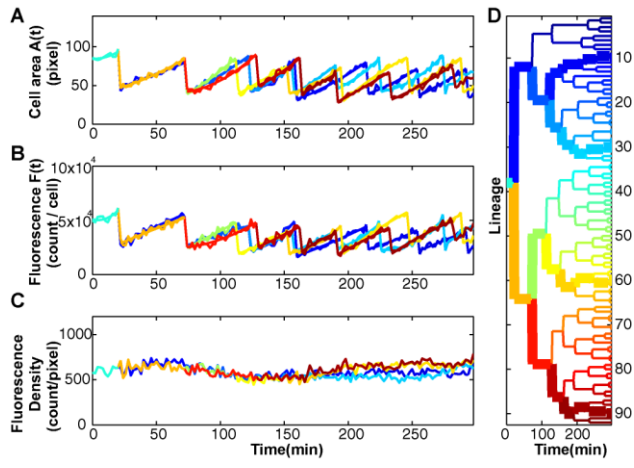 A
Cell area A(t)
(pixel)
150
100
50
0
0 50 100 150 200 250
B
Fluorescence F(t)
(count / cell)
10x10⁴
5x10⁴
0
0 50 100 150 200 250
C
Fluorescence
Density
(count/pixel)
1000
500
0
0 50 100 150 200 250
Time(min)
D
Lineage
10
20
30
40
50
60
70
80
90
0 100 200
Time(min)